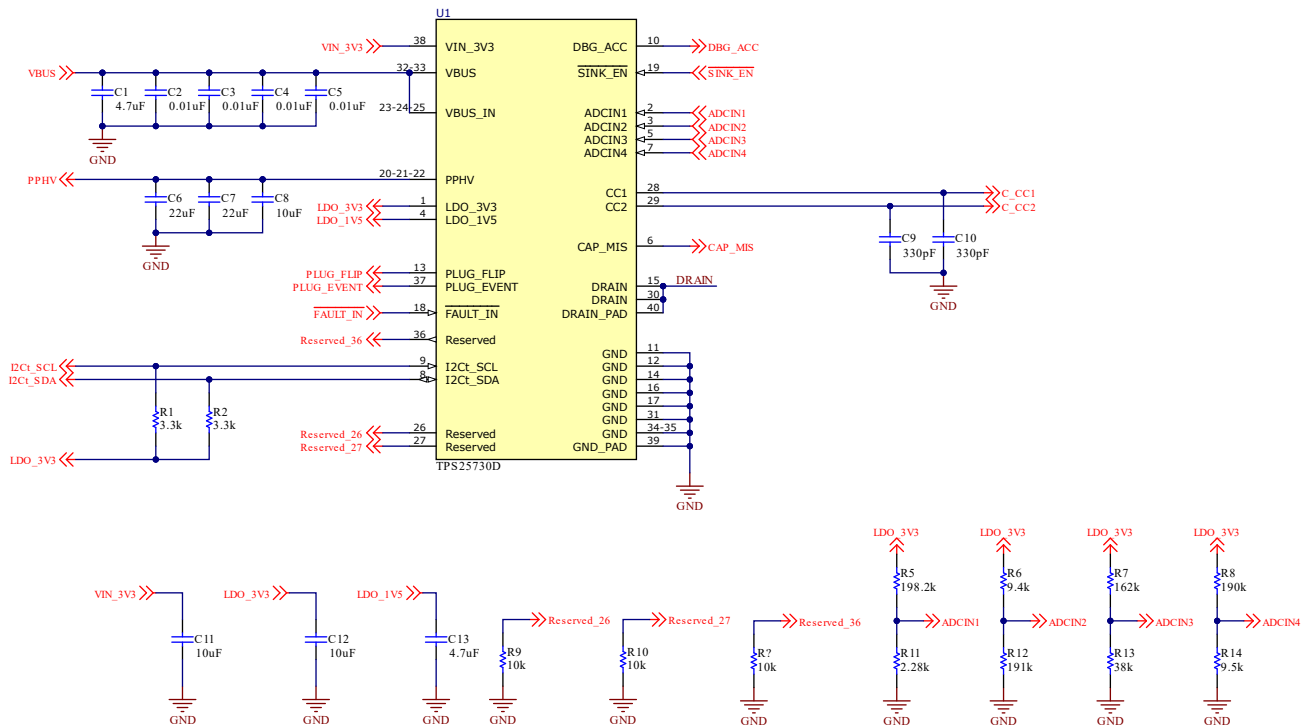 U1
VIN_3V3 38 VIN_3V3 DBG_ACC 10 DBG_ACC
VBUS 32-33 VBUS SINK_EN 19 SINK_EN
C1 C2 C3 C4 C5
4.7uF 0.01uF 0.01uF 0.01uF 0.01uF
23-24-25 VBUS_IN ADCIN1 2 ADCIN1
ADCIN2 3 ADCIN2
ADCIN3 5 ADCIN3
ADCIN4 7 ADCIN4
GND
PPHV 20-21-22 PPHV
CC1 28 C_CC1
CC2 29 C_CC2
C6 C7 C8
22uF 22uF 10uF
LDO_3V3 1 LDO_3V3
LDO_1V5 4 LDO_1V5
C9 C10
330pF 330pF
CAP_MIS 6 CAP_MIS
GND
PLUG_FLIP 13 PLUG_FLIP
PLUG_EVENT 37 PLUG_EVENT
DRAIN 15 DRAIN
DRAIN 30
DRAIN_PAD 40
GND
FAULT_IN 18 FAULT_IN
Reserved_36 36 Reserved
GND 11
GND 12
GND 14
GND 16
GND 17
GND 31
GND 34-35
GND_PAD 39
I2Ct_SCL 9 I2Ct_SCL
I2Ct_SDA 8 I2Ct_SDA
R1 R2
3.3k 3.3k
Reserved_26 26 Reserved
Reserved_27 27 Reserved
LDO_3V3
TPS25730D
GND
LDO_3V3 LDO_3V3 LDO_3V3 LDO_3V3
R5 R6 R7 R8
198.2k 9.4k 162k 190k
VIN_3V3 LDO_3V3 LDO_1V5
Reserved_26 Reserved_27 Reserved_36 ADCIN1 ADCIN2 ADCIN3 ADCIN4
C11 C12 C13 R9 R10 R? R11 R12 R13 R14
10uF 10uF 4.7uF 10k 10k 10k 2.28k 191k 38k 9.5k
GND GND GND GND GND GND GND GND GND GND